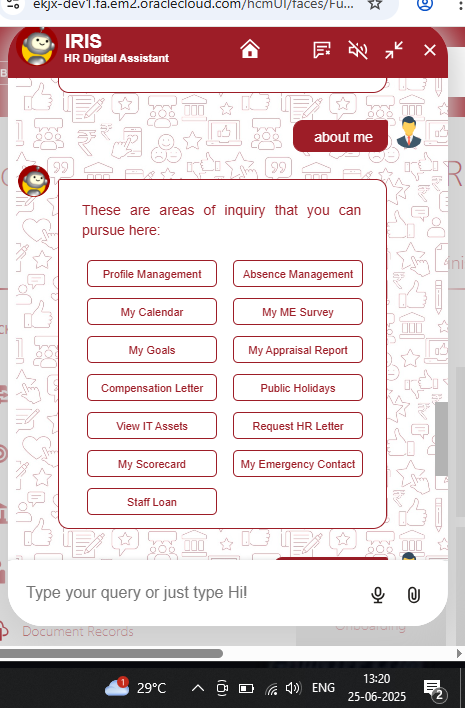 ekjx-dev1.fa.em2.oraclecloud.com/hcmUI/faces/Fu...
IRIS
HR Digital Assistant
about me
These are areas of inquiry that you can
pursue here:
Profile Management
Absence Management
My Calendar
My ME Survey
My Goals
My Appraisal Report
Compensation Letter
Public Holidays
View IT Assets
Request HR Letter
My Scorecard
My Emergency Contact
Staff Loan
Type your query or just type Hi!
Document Records
Onboarding
1
29°C
ENG
13:20
25-06-2025
2